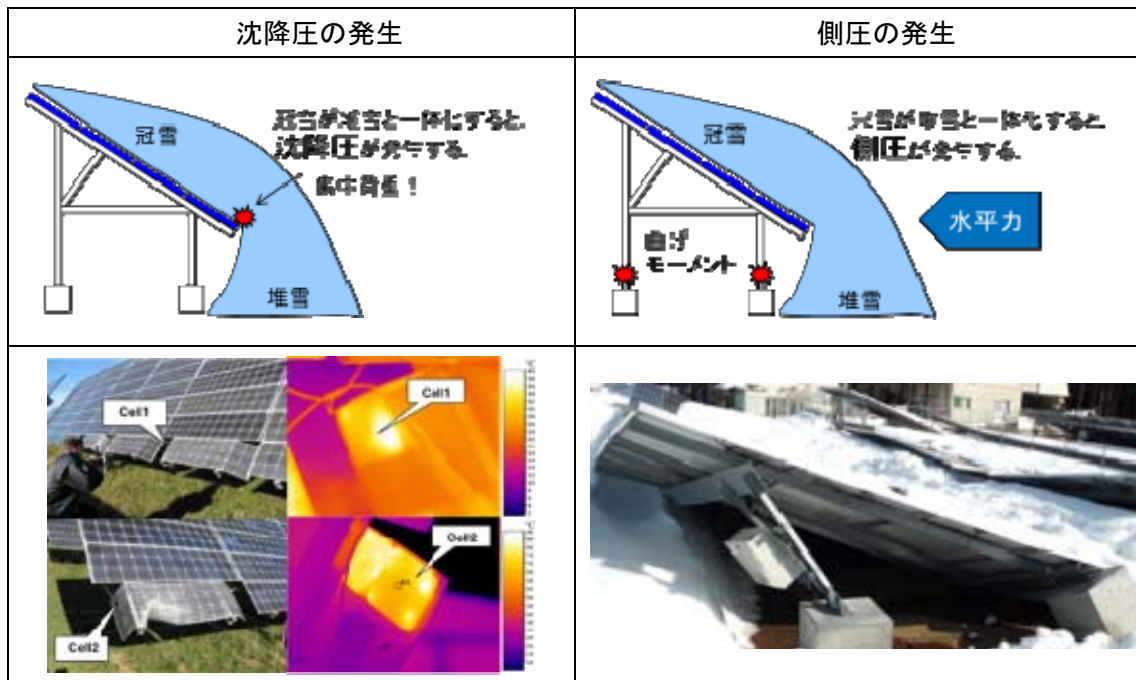 沈降圧の発生
側圧の発生
冠雪
冠雪が堆雪と一体化すると、
沈降圧が発生する
集中荷重！
堆雪
冠雪
冠雪が堆雪と一体化すると、
側圧が発生する
水平力
曲げ
モーメント
堆雪
Cell1
Cell1
Cell2
Cell2